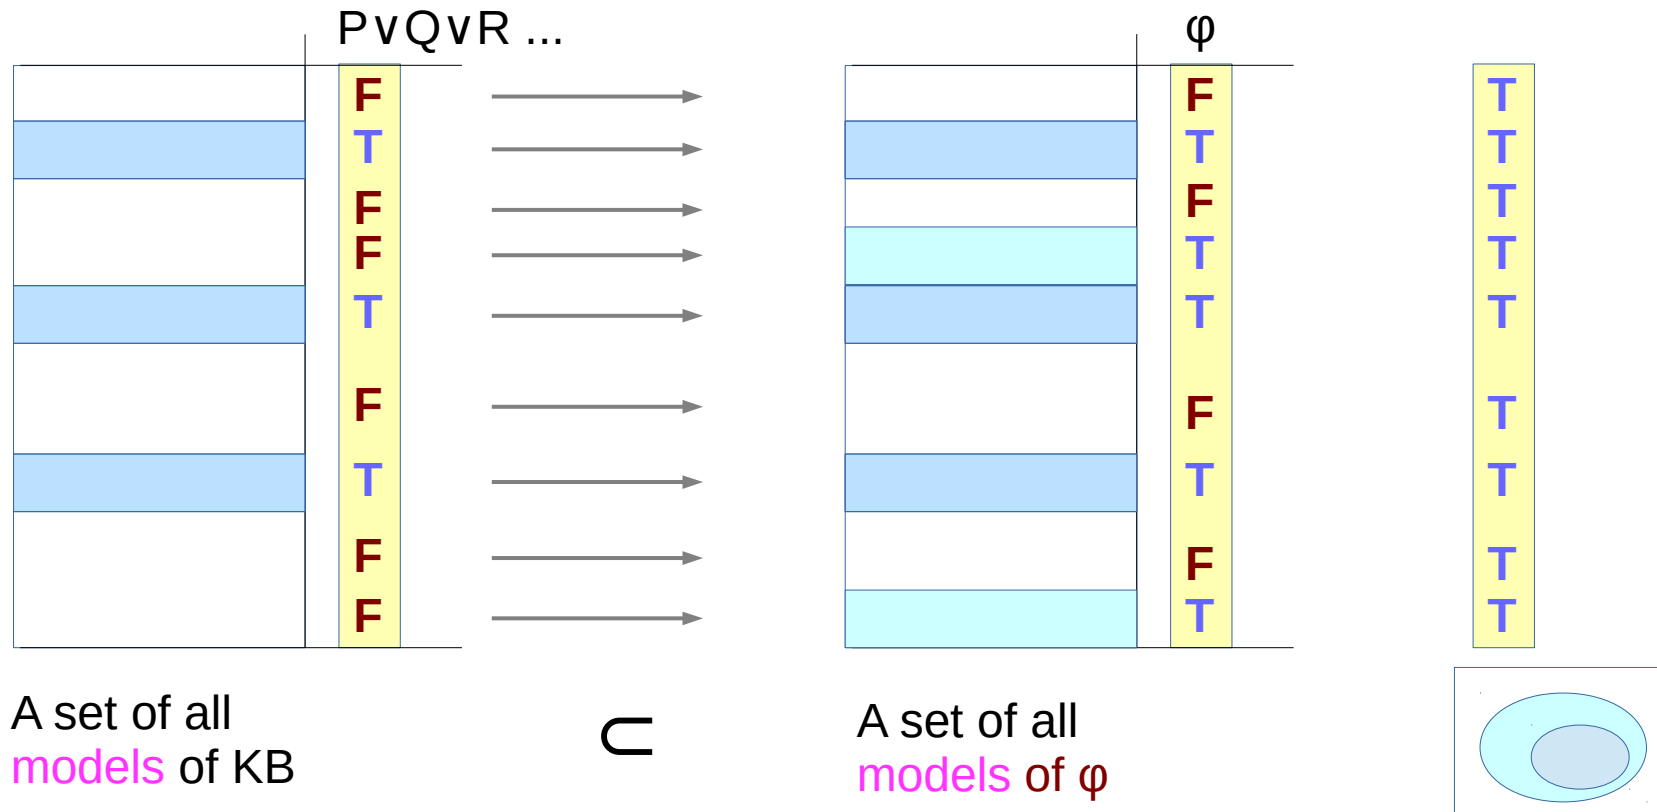 P∨Q∨R ... φ
F F T
T T T
F F T
F T T
T T T
F F T
T T T
F F T
F T T
A set of all ⊂ A set of all
models of KB models of φ